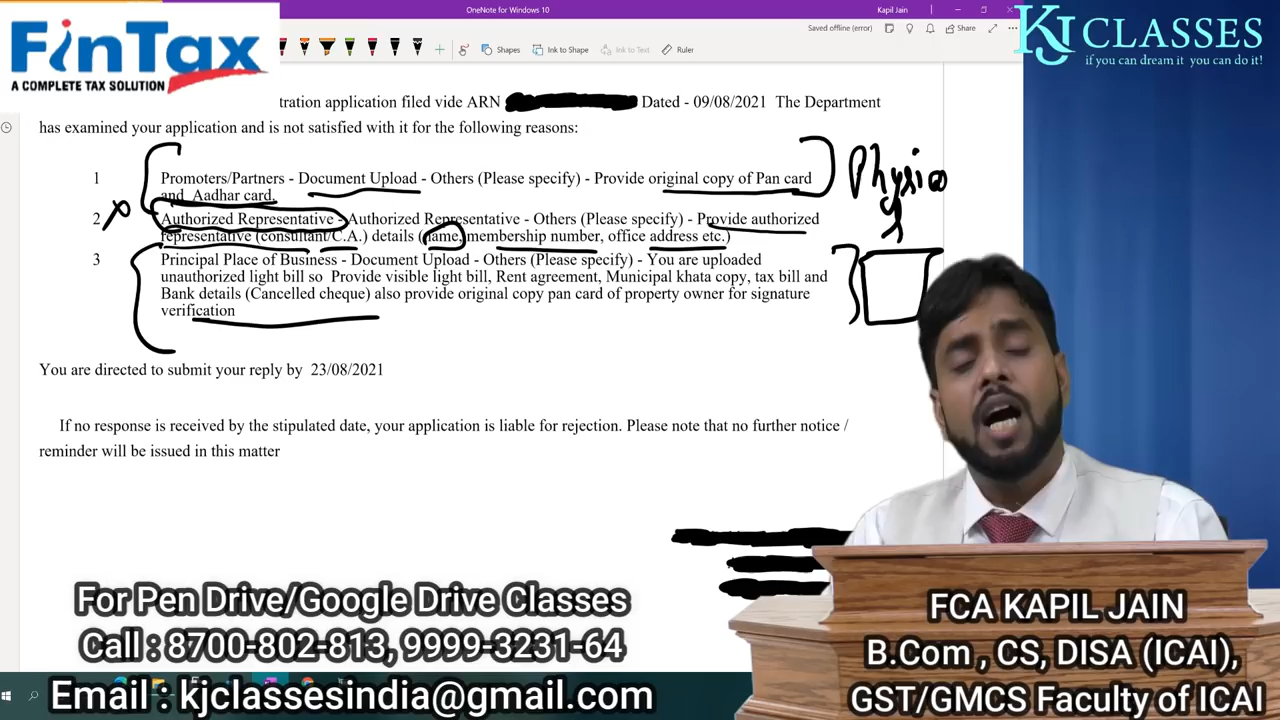 OneNote for Windows 10
Kapil Jain
FinTax
A COMPLETE TAX SOLUTION
Shapes
Ink to Shape
Ink to Text
Ruler
Saved offline (error)
Share
KJ CLASSES
if you can dream it you can do it!
tration application filed vide ARN Dated - 09/08/2021 The Department
has examined your application and is not satisfied with it for the following reasons:
1 Promoters/Partners - Document Upload - Others (Please specify) - Provide original copy of Pan card
and Aadhar card.
2 Authorized Representative - Authorized Representative - Others (Please specify) - Provide authorized
representative (consultant/C.A.) details (name, membership number, office address etc.)
3 Principal Place of Business - Document Upload - Others (Please specify) - You are uploaded
unauthorized light bill so Provide visible light bill, Rent agreement, Municipal khata copy, tax bill and
Bank details (Cancelled cheque) also provide original copy pan card of property owner for signature
verification
You are directed to submit your reply by 23/08/2021
If no response is received by the stipulated date, your application is liable for rejection. Please note that no further notice /
reminder will be issued in this matter
For Pen Drive/Google Drive Classes
Call : 8700-802-813, 9999-3231-64
Email : kjclassesindia@gmail.com
FCA KAPIL JAIN
B.Com , CS, DISA (ICAI),
GST/GMCS Faculty of ICAI